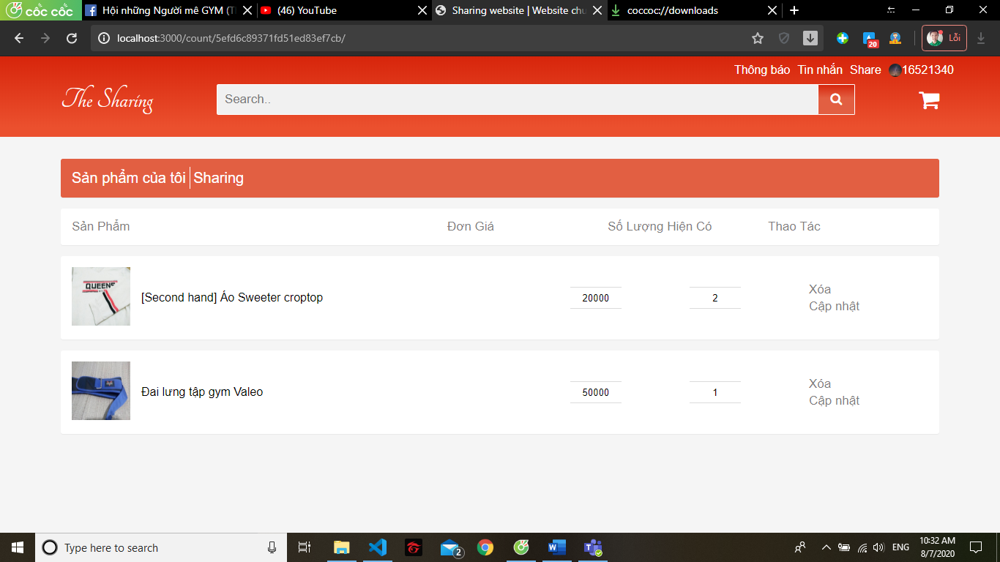 cốc cốc
Hội những Người mê GYM (T
(46) YouTube
Sharing website | Website chu
coccoc://downloads
localhost:3000/count/5efd6c89371fd51ed83ef7cb/
20
Lỗi
Thông báo Tin nhắn Share 16521340
The Sharing
Search..
Sản phẩm của tôi Sharing
Sản Phẩm Đơn Giá Số Lượng Hiện Có Thao Tác
QUEENS
[Second hand] Áo Sweeter croptop 20000 2
Xóa
Cập nhật
Đai lưng tập gym Valeo 50000 1
Xóa
Cập nhật
Type here to search
2
ENG
10:32 AM
8/7/2020